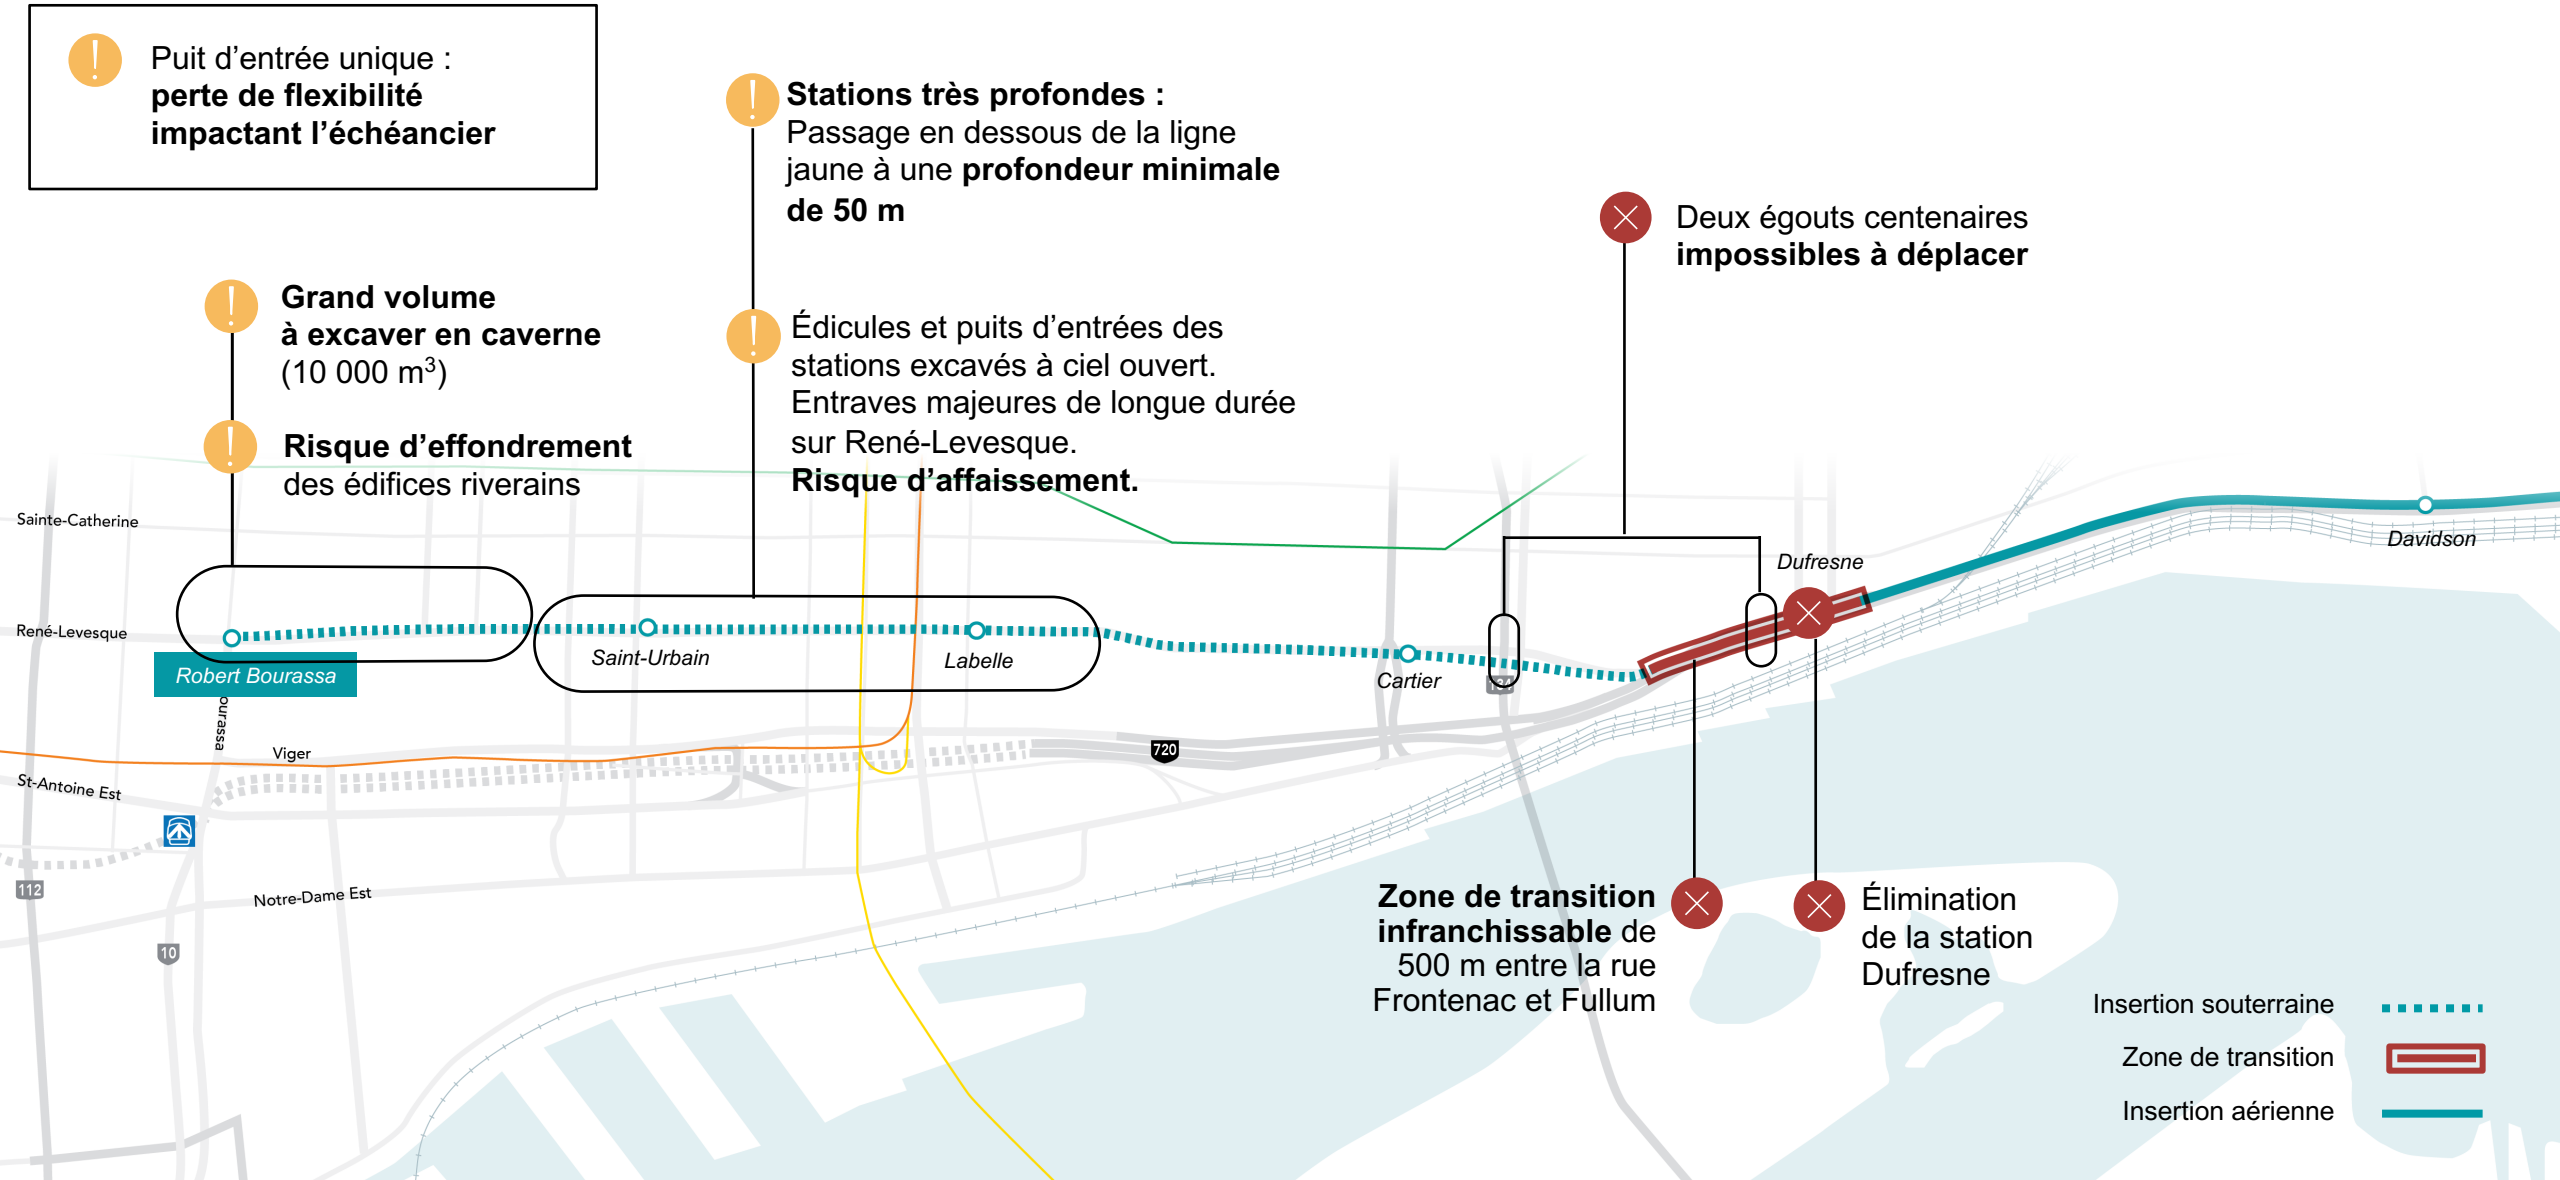 Puit d’entrée unique :
perte de flexibilité
impactant l’échéancier
Stations très profondes :
Passage en dessous de la ligne
jaune à une profondeur minimale
de 50 m
Deux égouts centenaires
impossibles à déplacer
Grand volume
à excaver en caverne
(10 000 m³)
Édicules et puits d’entrées des
stations excavés à ciel ouvert.
Entraves majeures de longue durée
sur René-Levesque.
Risque d’affaissement.
Risque d’effondrement
des édifices riverains
Sainte-Catherine
Davidson
Dufresne
René-Levesque
Saint-Urbain
Labelle
Robert Bourassa
Cartier
134
ourassa
Viger
720
St-Antoine Est
112
Notre-Dame Est
10
Zone de transition
infranchissable de
500 m entre la rue
Frontenac et Fullum
Élimination
de la station
Dufresne
Insertion souterraine
Zone de transition
Insertion aérienne